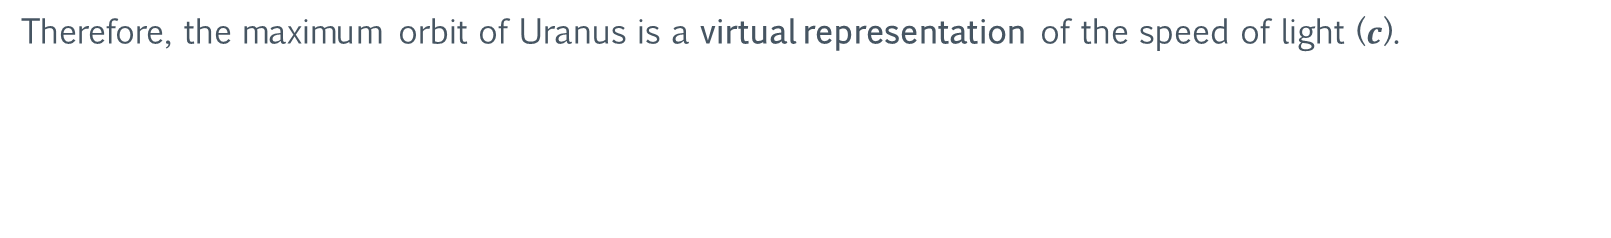 Therefore, the maximum orbit of Uranus is a virtual representation of the speed of light (c).